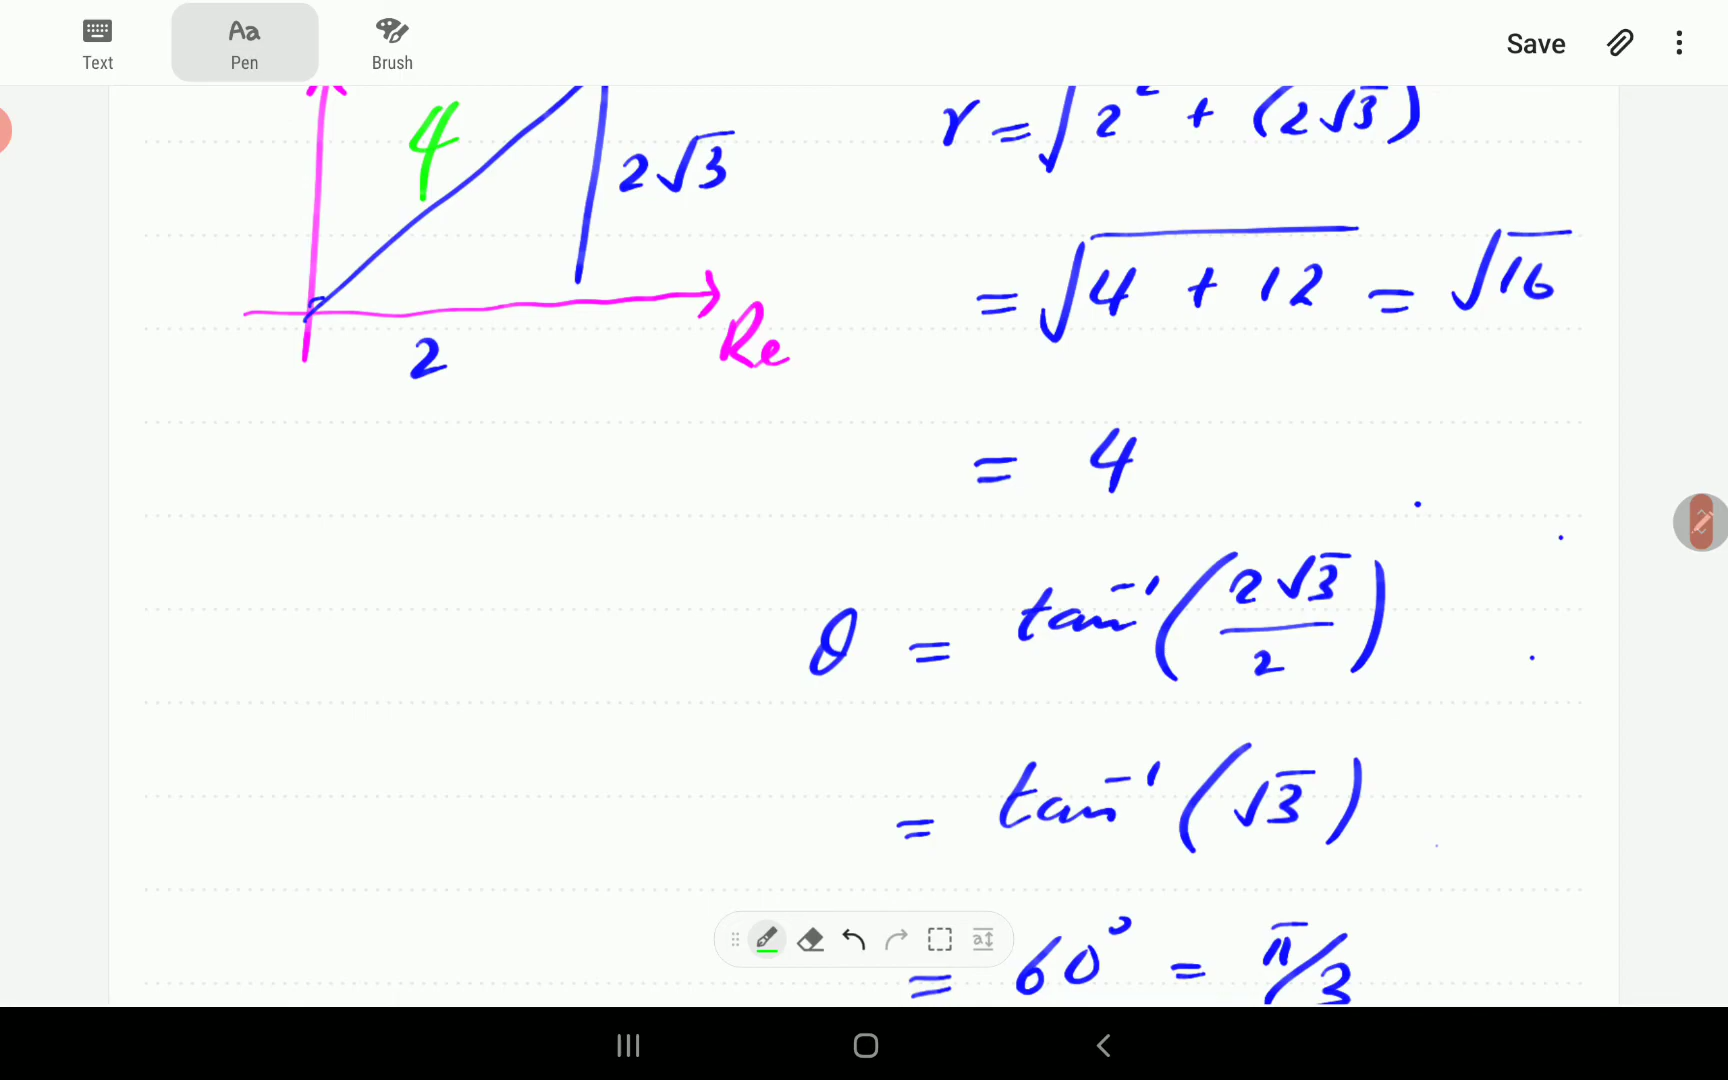 Text
Pen
Brush
Save
4
2√3
2
Re
r = √2² + (2√3)
= √4 + 12 = √16
= 4
θ = tan⁻¹(2√3/2)
= tan⁻¹(√3)
= 60° = π/3